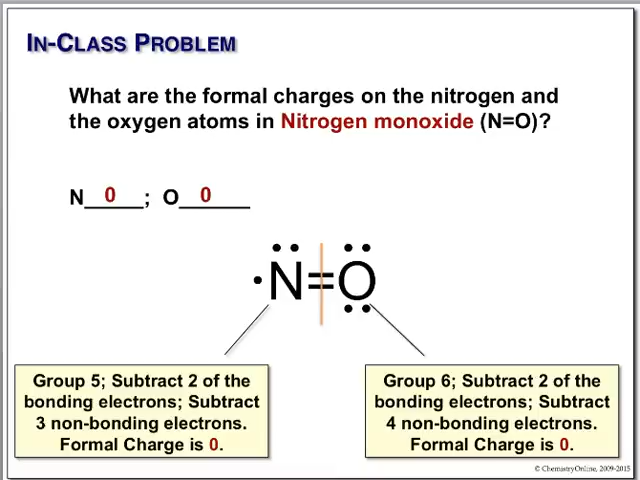 IN-CLASS PROBLEM
What are the formal charges on the nitrogen and
the oxygen atoms in Nitrogen monoxide (N=O)?
N_____; O______
0 0
N=O
Group 5; Subtract 2 of the
bonding electrons; Subtract
3 non-bonding electrons.
Formal Charge is 0.
Group 6; Subtract 2 of the
bonding electrons; Subtract
4 non-bonding electrons.
Formal Charge is 0.
© ChemistryOnline, 2009-2015